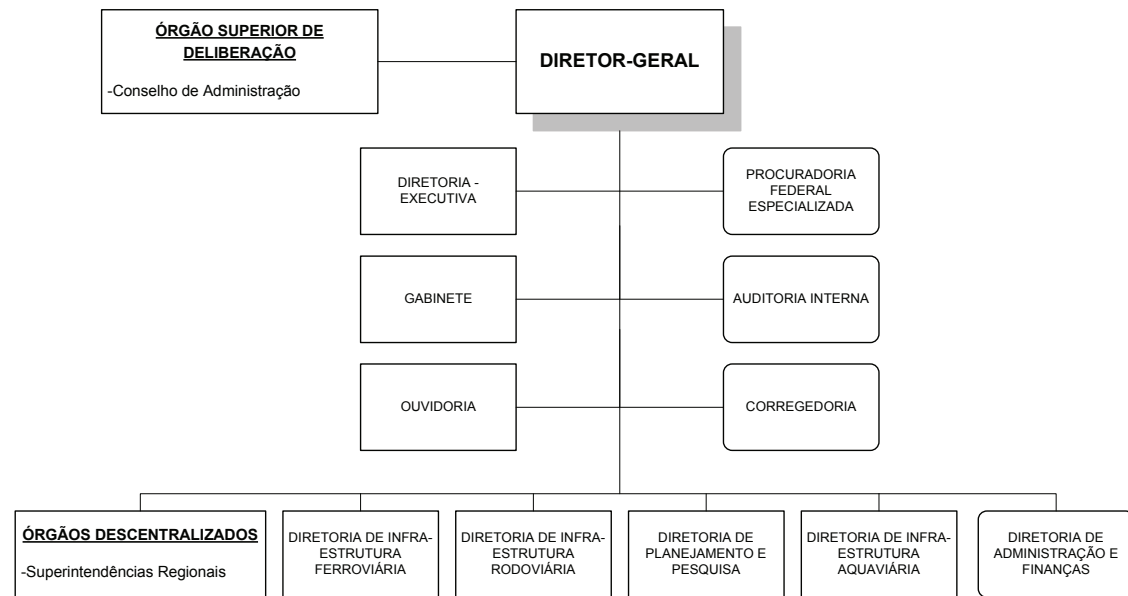 ÓRGÃO SUPERIOR DE
DELIBERAÇÃO
-Conselho de Administração
DIRETOR-GERAL
DIRETORIA -
EXECUTIVA
PROCURADORIA
FEDERAL
ESPECIALIZADA
GABINETE
AUDITORIA INTERNA
OUVIDORIA
CORREGEDORIA
ÓRGÃOS DESCENTRALIZADOS
-Superintendências Regionais
DIRETORIA DE INFRA-
ESTRUTURA
FERROVIÁRIA
DIRETORIA DE INFRA-
ESTRUTURA
RODOVIÁRIA
DIRETORIA DE
PLANEJAMENTO E
PESQUISA
DIRETORIA DE INFRA-
ESTRUTURA
AQUAVIÁRIA
DIRETORIA DE
ADMINISTRAÇÃO E
FINANÇAS